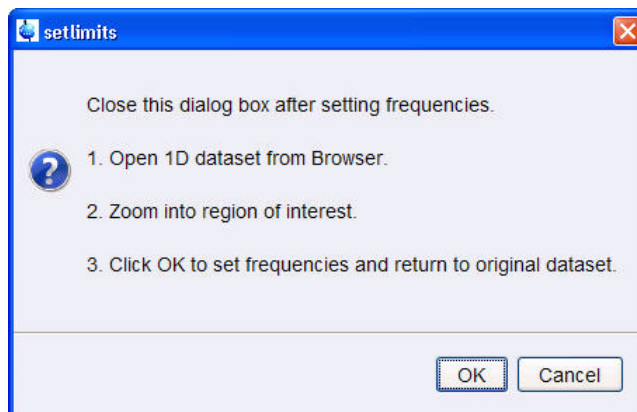 setlimits
Close this dialog box after setting frequencies.
1. Open 1D dataset from Browser.
2. Zoom into region of interest.
3. Click OK to set frequencies and return to original dataset.
OK
Cancel